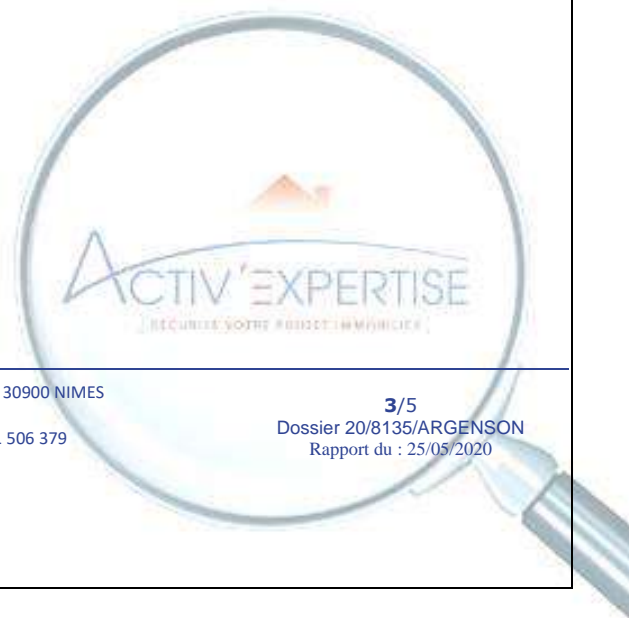 ACTIV'EXPERTISE
[ SÉCURISE VOTRE PROJET IMMOBILIER ]
30900 NIMES
506 379
3/5
Dossier 20/8135/ARGENSON
Rapport du : 25/05/2020